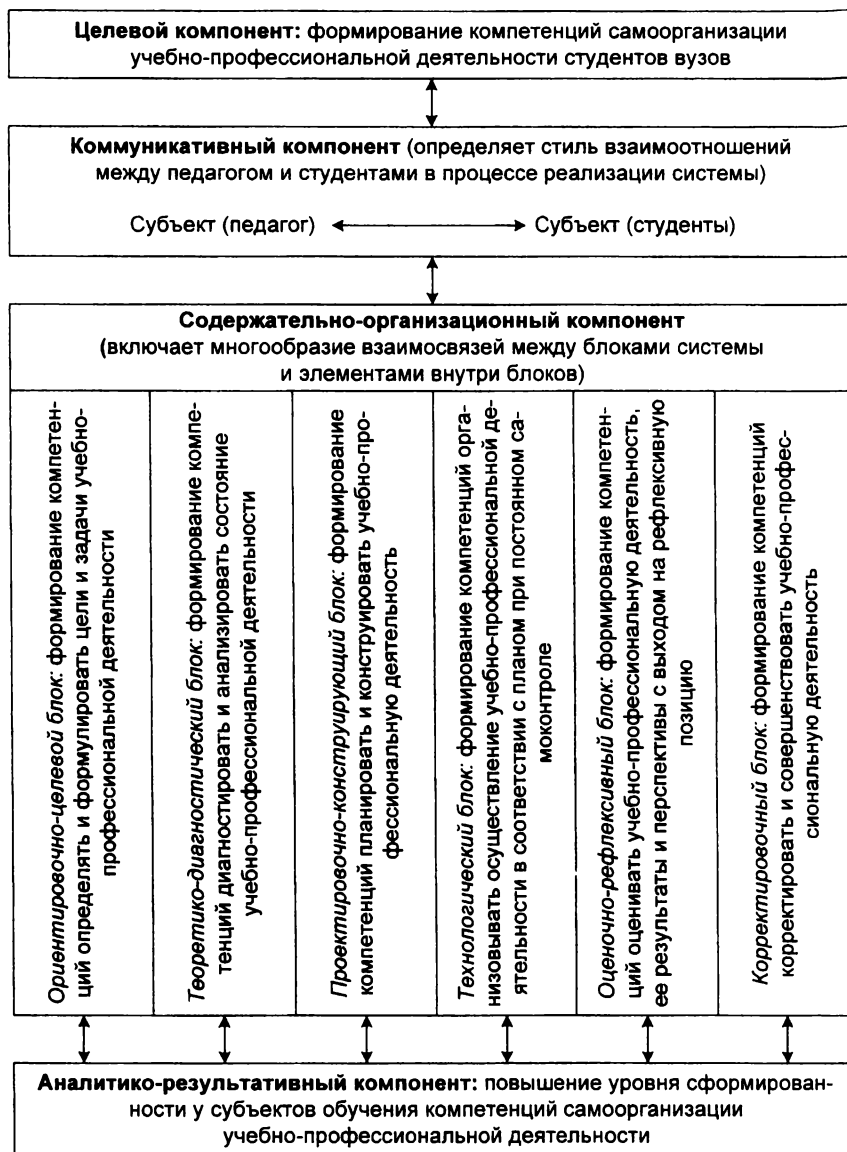 Целевой компонент: формирование компетенций самоорганизации
учебно-профессиональной деятельности студентов вузов
Коммуникативный компонент (определяет стиль взаимоотношений
между педагогом и студентами в процессе реализации системы)
Субъект (педагог) Субъект (студенты)
Содержательно-организационный компонент
(включает многообразие взаимосвязей между блоками системы
и элементами внутри блоков)
Ориентировочно-целевой блок: формирование компетен-
ций определять и формулировать цели и задачи учебно-
профессиональной деятельности
Теоретико-диагностический блок: формирование компе-
тенций диагностировать и анализировать состояние
учебно-профессиональной деятельности
Проектировочно-конструирующий блок: формирование
компетенций планировать и конструировать учебно-про-
фессиональную деятельность
Технологический блок: формирование компетенций орга-
низовывать осуществление учебно-профессиональной де-
ятельности в соответствии с планом при постоянном са-
моконтроле
Оценочно-рефлексивный блок: формирование компетен-
ций оценивать учебно-профессиональную деятельность,
ее результаты и перспективы с выходом на рефлексивную
позицию
Корректировочный блок: формирование компетенций
корректировать и совершенствовать учебно-профес-
сиональную деятельность
Аналитико-результативный компонент: повышение уровня сформирован-
ности у субъектов обучения компетенций самоорганизации
учебно-профессиональной деятельности